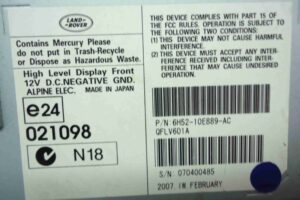 LAND-ROVER
Contains Mercury Please
do not put in Trash-Recycle
or Dispose as Hazardous Waste.
High Level Display Front
12V D.C.NEGATIVE GND.
ALPINE ELEC. MADE IN JAPAN
e24
021098
N18
THIS DEVICE COMPLIES WITH PART 15 OF
THE FCC RULES. OPERATION IS SUBJECT TO
THE FOLLOWING TWO CONDITIONS:
(1) THIS DEVICE MAY NOT CAUSE HARMFUL
INTERFERENCE.
(2) THIS DEVICE MUST ACCEPT ANY INTER-
FERENCE RECEIVED INCLUDING INTER-
FERENCE THAT MAY CAUSE UNDESIRED
OPERATION.
P/N: 6H52-10E889-AC
QFLV601A
S/N: 070400485
2007 IN FEBRUARY